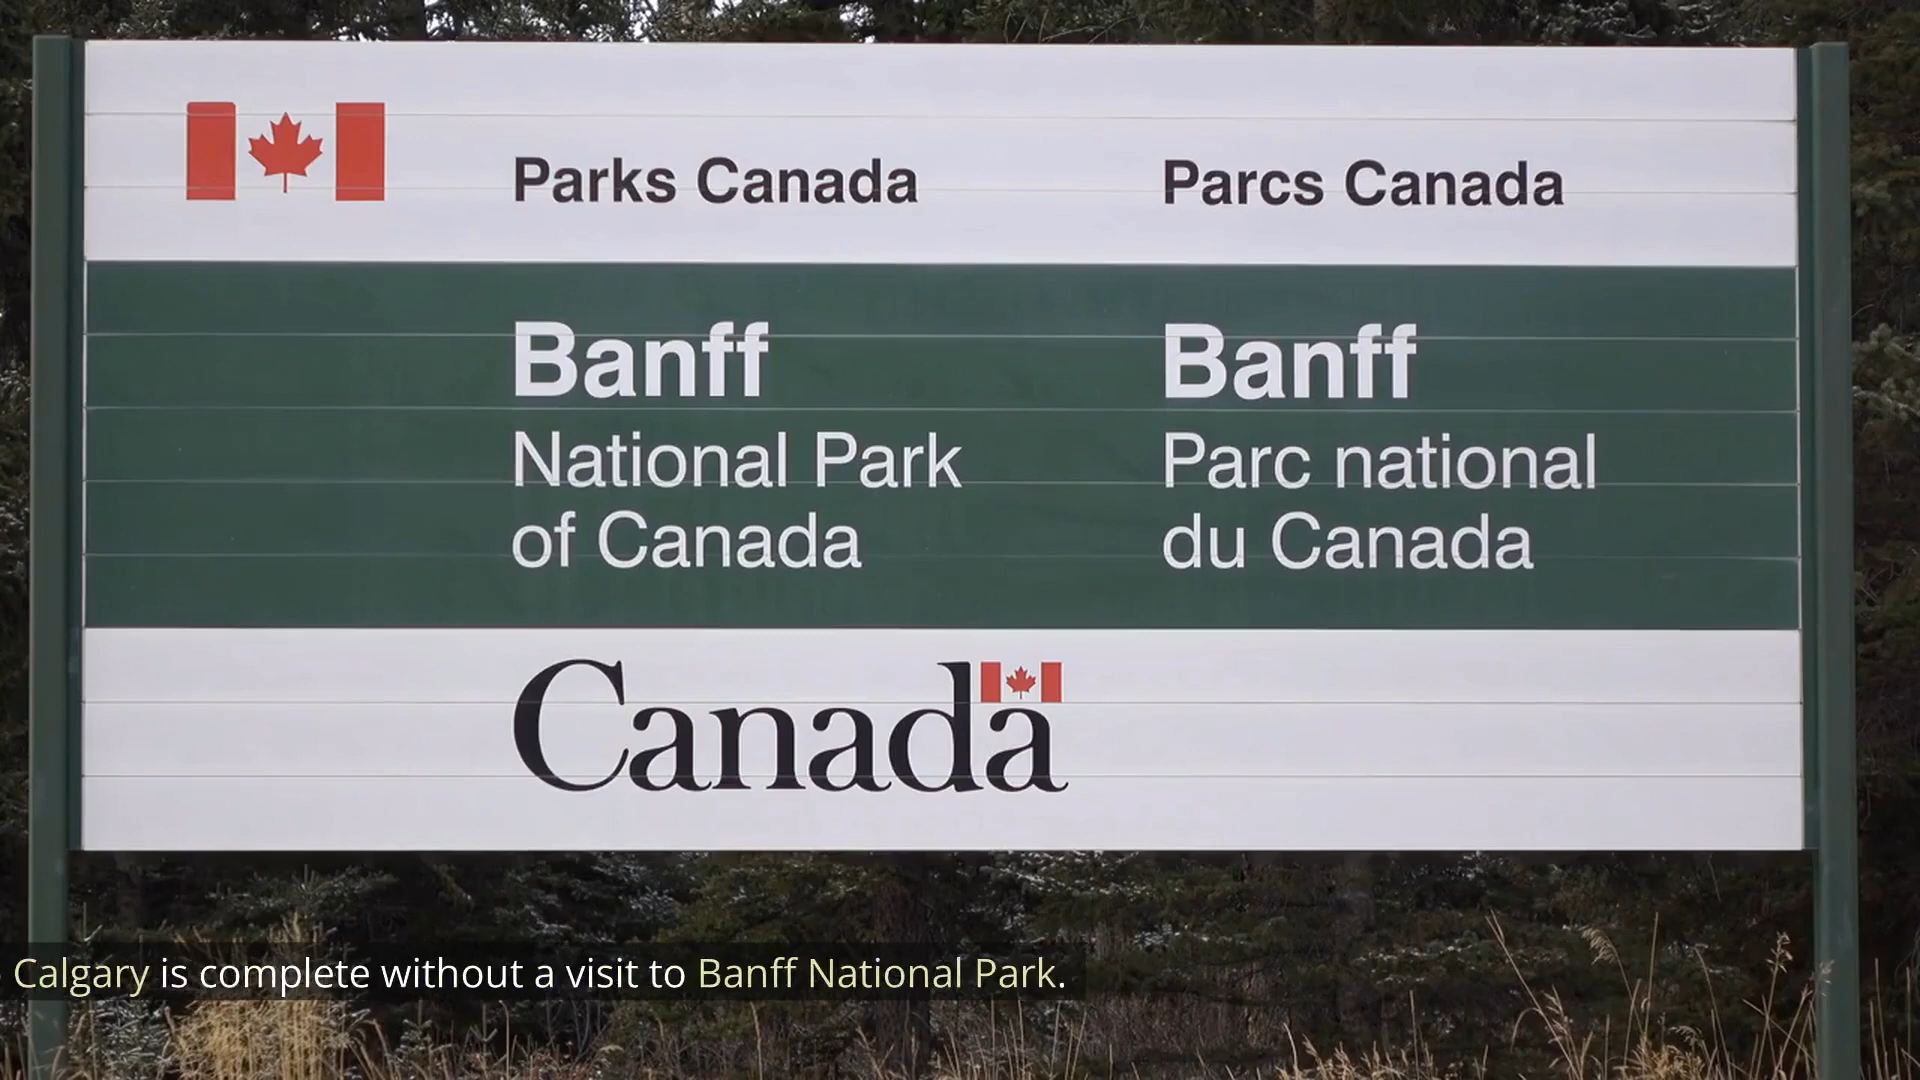 Parks Canada
Parcs Canada
Banff
National Park
of Canada
Banff
Parc national
du Canada
Canada
Calgary is complete without a visit to Banff National Park.